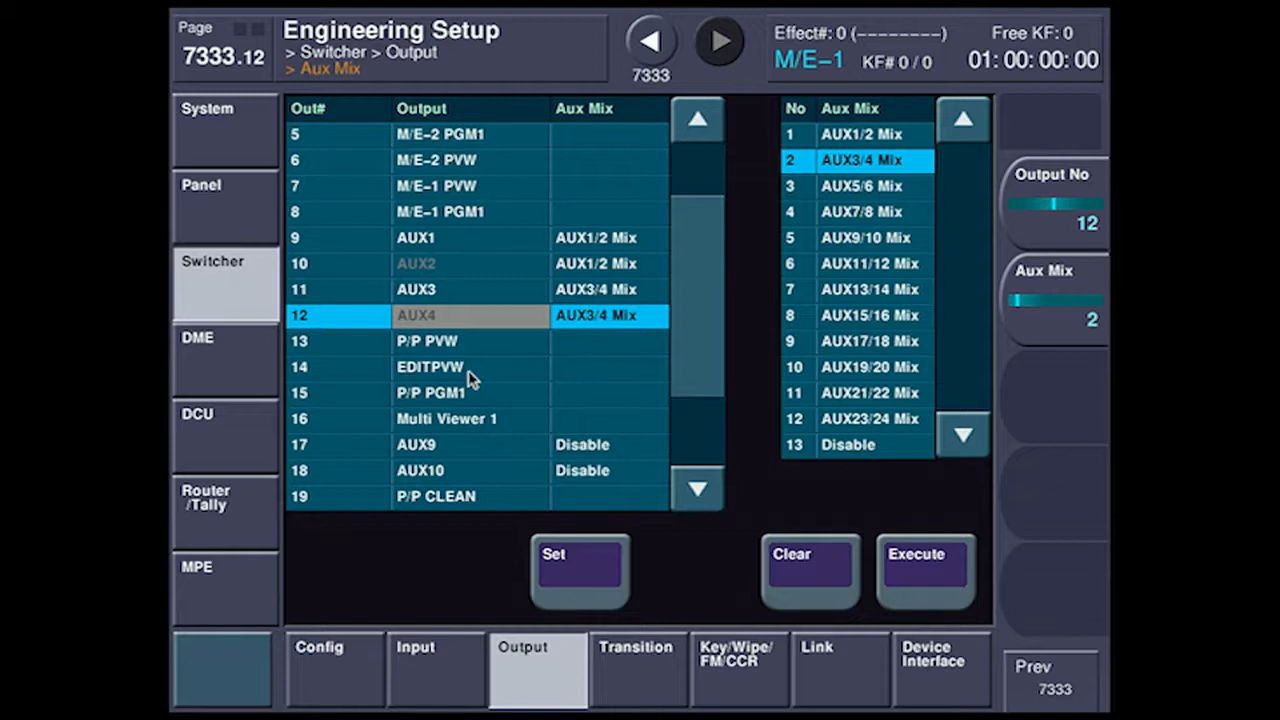 Page
7333.12
Engineering Setup
> Switcher > Output
> Aux Mix
7333
Effect#: 0 (--------)
Free KF: 0
M/E-1 KF# 0 / 0 01: 00: 00: 00
System
Panel
Switcher
DME
DCU
Router
/Tally
MPE
Out# Output Aux Mix
5 M/E-2 PGM1
6 M/E-2 PVW
7 M/E-1 PVW
8 M/E-1 PGM1
9 AUX1 AUX1/2 Mix
10 AUX2 AUX1/2 Mix
11 AUX3 AUX3/4 Mix
12 AUX4 AUX3/4 Mix
13 P/P PVW
14 EDITPVW
15 P/P PGM1
16 Multi Viewer 1
17 AUX9 Disable
18 AUX10 Disable
19 P/P CLEAN
No Aux Mix
1 AUX1/2 Mix
2 AUX3/4 Mix
3 AUX5/6 Mix
4 AUX7/8 Mix
5 AUX9/10 Mix
6 AUX11/12 Mix
7 AUX13/14 Mix
8 AUX15/16 Mix
9 AUX17/18 Mix
10 AUX19/20 Mix
11 AUX21/22 Mix
12 AUX23/24 Mix
13 Disable
Output No
12
Aux Mix
2
Set
Clear
Execute
Config
Input
Output
Transition
Key/Wipe/
FM/CCR
Link
Device
Interface
Prev
7333